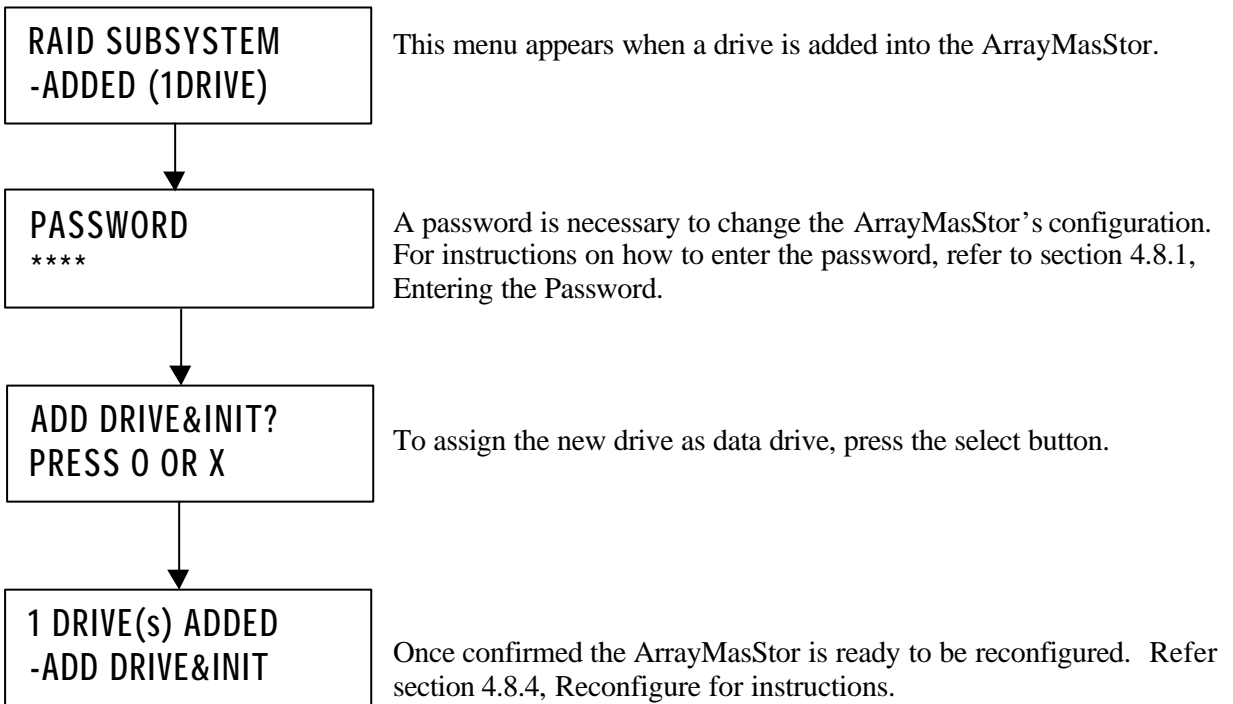 RAID SUBSYSTEM
-ADDED (1DRIVE)
This menu appears when a drive is added into the ArrayMasStor.
PASSWORD
****
A password is necessary to change the ArrayMasStor’s configuration.
For instructions on how to enter the password, refer to section 4.8.1,
Entering the Password.
ADD DRIVE&INIT?
PRESS O OR X
To assign the new drive as data drive, press the select button.
1 DRIVE(s) ADDED
-ADD DRIVE&INIT
Once confirmed the ArrayMasStor is ready to be reconfigured.  Refer
section 4.8.4, Reconfigure for instructions.